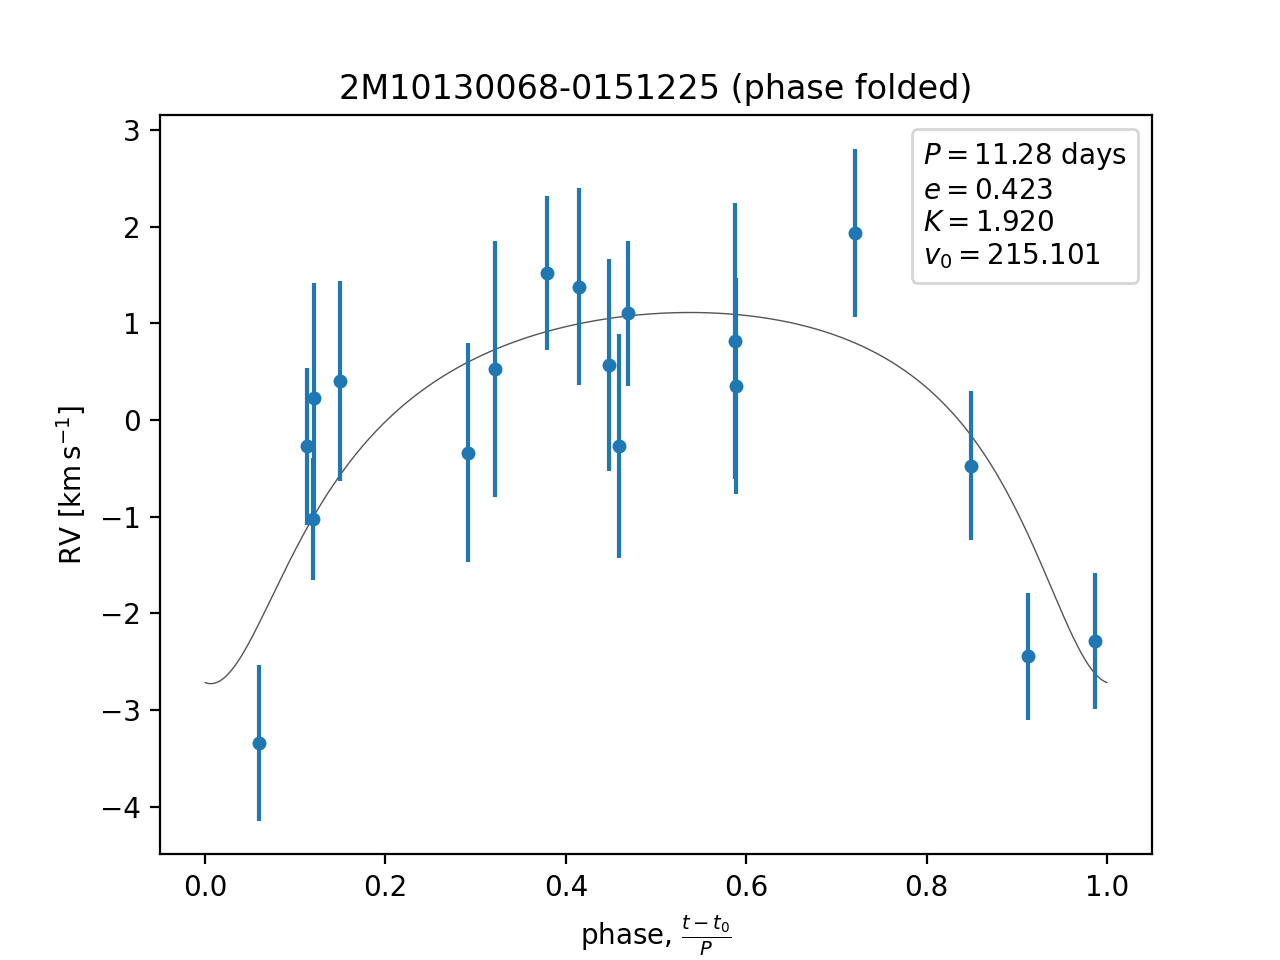 2M10130068-0151225 (phase folded)
P = 11.28 days
e = 0.423
K = 1.920
v₀ = 215.101
RV [km s⁻¹]
3
2
1
0
−1
−2
−3
−4
0.0 0.2 0.4 0.6 0.8 1.0
phase, (t − t₀)/P